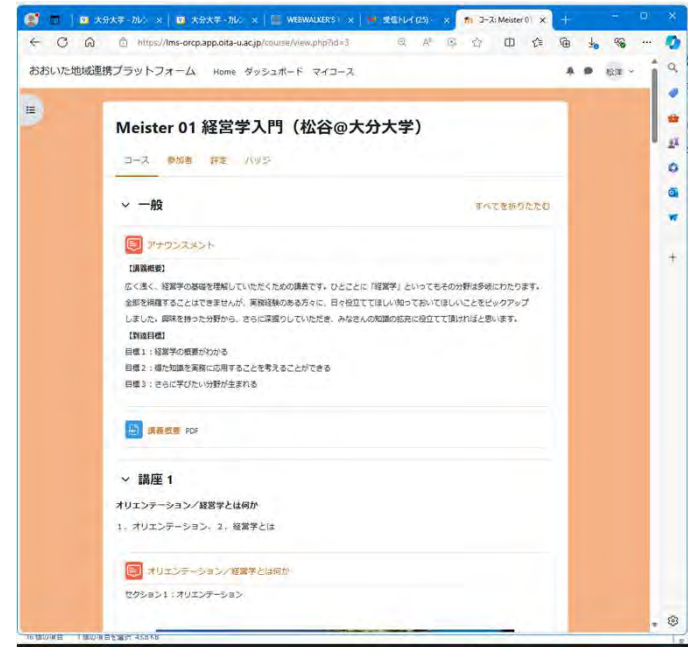 大分大学 - カレン
大分大学 - カレン
WEBWALKER'S
受信トレイ (25) -
コース: Meister 01
https://lms-orcp.app.oita-u.ac.jp/course/view.php?id=3
おおいた地域連携プラットフォーム Home ダッシュボード マイコース
Meister 01 経営学入門（松谷@大分大学）
コース 参加者 評定 バッジ
一般
すべてを折りたたむ
アナウンスメント
【講義概要】
広く浅く、経営学の基礎を理解していただくための講義です。ひとことに「経営学」といってもその分野は多岐にわたります。
全部を網羅することはできませんが、実務経験のある方々に、日々役立ててほしい知っておいてほしいことをピックアップ
しました。興味を持った分野から、さらに深掘りしていただき、みなさんの知識の拡充に役立てて頂ければと思います。
【到達目標】
目標１：経営学の概要がわかる
目標２：得た知識を実務に応用することを考えることができる
目標３：さらに学びたい分野が生まれる
講義概要 PDF
講座 1
オリエンテーション／経営学とは何か
１．オリエンテーション、２．経営学とは
オリエンテーション／経営学とは何か
セクション１：オリエンテーション